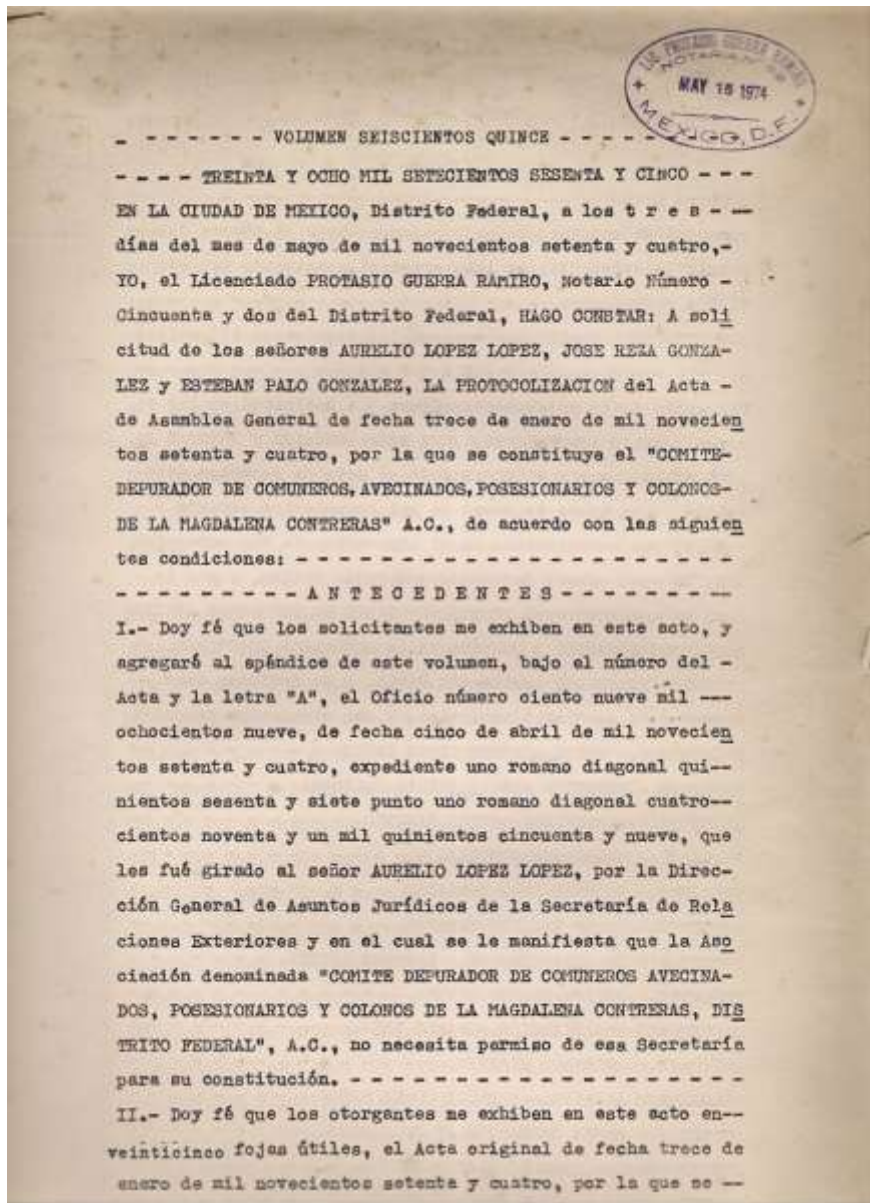 LIC. PROTASIO GUERRA RAMIRO
NOTARIA Nº 52
MAY 16 1974
MEXICO, D.F.
- - - - - - - VOLUMEN SEISCIENTOS QUINCE - - - - -
- - - - TREINTA Y OCHO MIL SETECIENTOS SESENTA Y CINCO - - -
EN LA CIUDAD DE MEXICO, Distrito Federal, a los t r e s - --
días del mes de mayo de mil novecientos setenta y cuatro,-
YO, el Licenciado PROTASIO GUERRA RAMIRO, Notario Número -
Cincuenta y dos del Distrito Federal, HAGO CONSTAR: A soli
citud de los señores AURELIO LOPEZ LOPEZ, JOSE REZA GONZA-
LEZ y ESTEBAN PALO GONZALEZ, LA PROTOCOLIZACION del Acta -
de Asamblea General de fecha trece de enero de mil novecien
tos setenta y cuatro, por la que se constituye el "COMITE-
DEPURADOR DE COMUNEROS, AVECINADOS, POSESIONARIOS Y COLONOS-
DE LA MAGDALENA CONTRERAS" A.C., de acuerdo con las siguien
tes condiciones: - - - - - - - - - - - - - - - - - - - - -
- - - - - - - - - A N T E C E D E N T E S - - - - - - - --
I.- Doy fé que los solicitantes me exhiben en este acto, y
agregaré al apéndice de este volumen, bajo el número del -
Acta y la letra "A", el Oficio número ciento nueve mil ---
ochocientos nueve, de fecha cinco de abril de mil novecien
tos setenta y cuatro, expediente uno romano diagonal qui--
nientos sesenta y siete punto uno romano diagonal cuatro--
cientos noventa y un mil quinientos cincuenta y nueve, que
les fué girado al señor AURELIO LOPEZ LOPEZ, por la Direc-
ción General de Asuntos Jurídicos de la Secretaría de Rela
ciones Exteriores y en el cual se le manifiesta que la Aso
ciación denominada "COMITE DEPURADOR DE COMUNEROS AVECINA-
DOS, POSESIONARIOS Y COLONOS DE LA MAGDALENA CONTRERAS, DIS
TRITO FEDERAL", A.C., no necesita permiso de esa Secretaría
para su constitución. - - - - - - - - - - - - - - - - - -
II.- Doy fé que los otorgantes me exhiben en este acto en--
veinticinco fojas útiles, el Acta original de fecha trece de
enero de mil novecientos setenta y cuatro, por la que se --